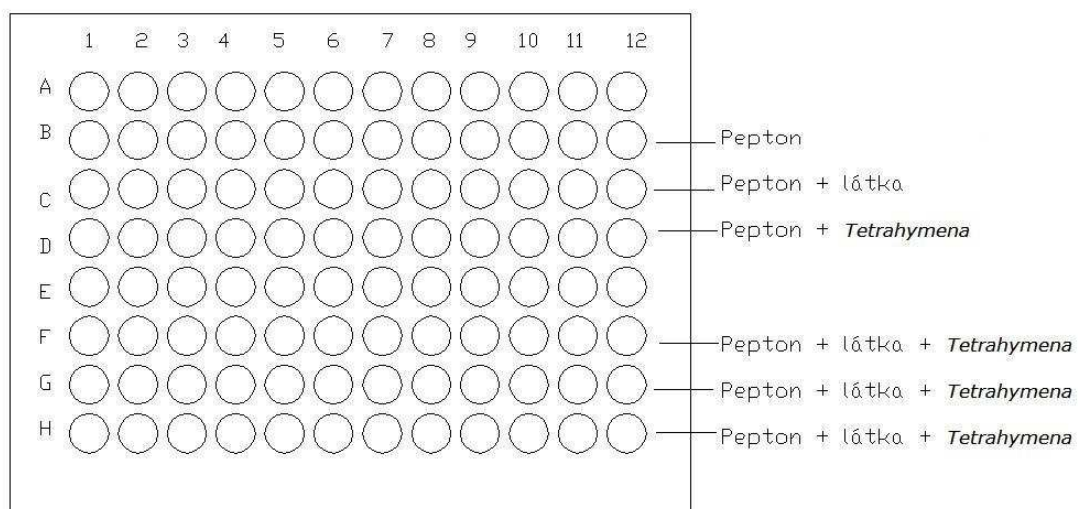 1 2 3 4 5 6 7 8 9 10 11 12
A
B Pepton
C Pepton + látka
D Pepton + Tetrahymena
E
F Pepton + látka + Tetrahymena
G Pepton + látka + Tetrahymena
H Pepton + látka + Tetrahymena